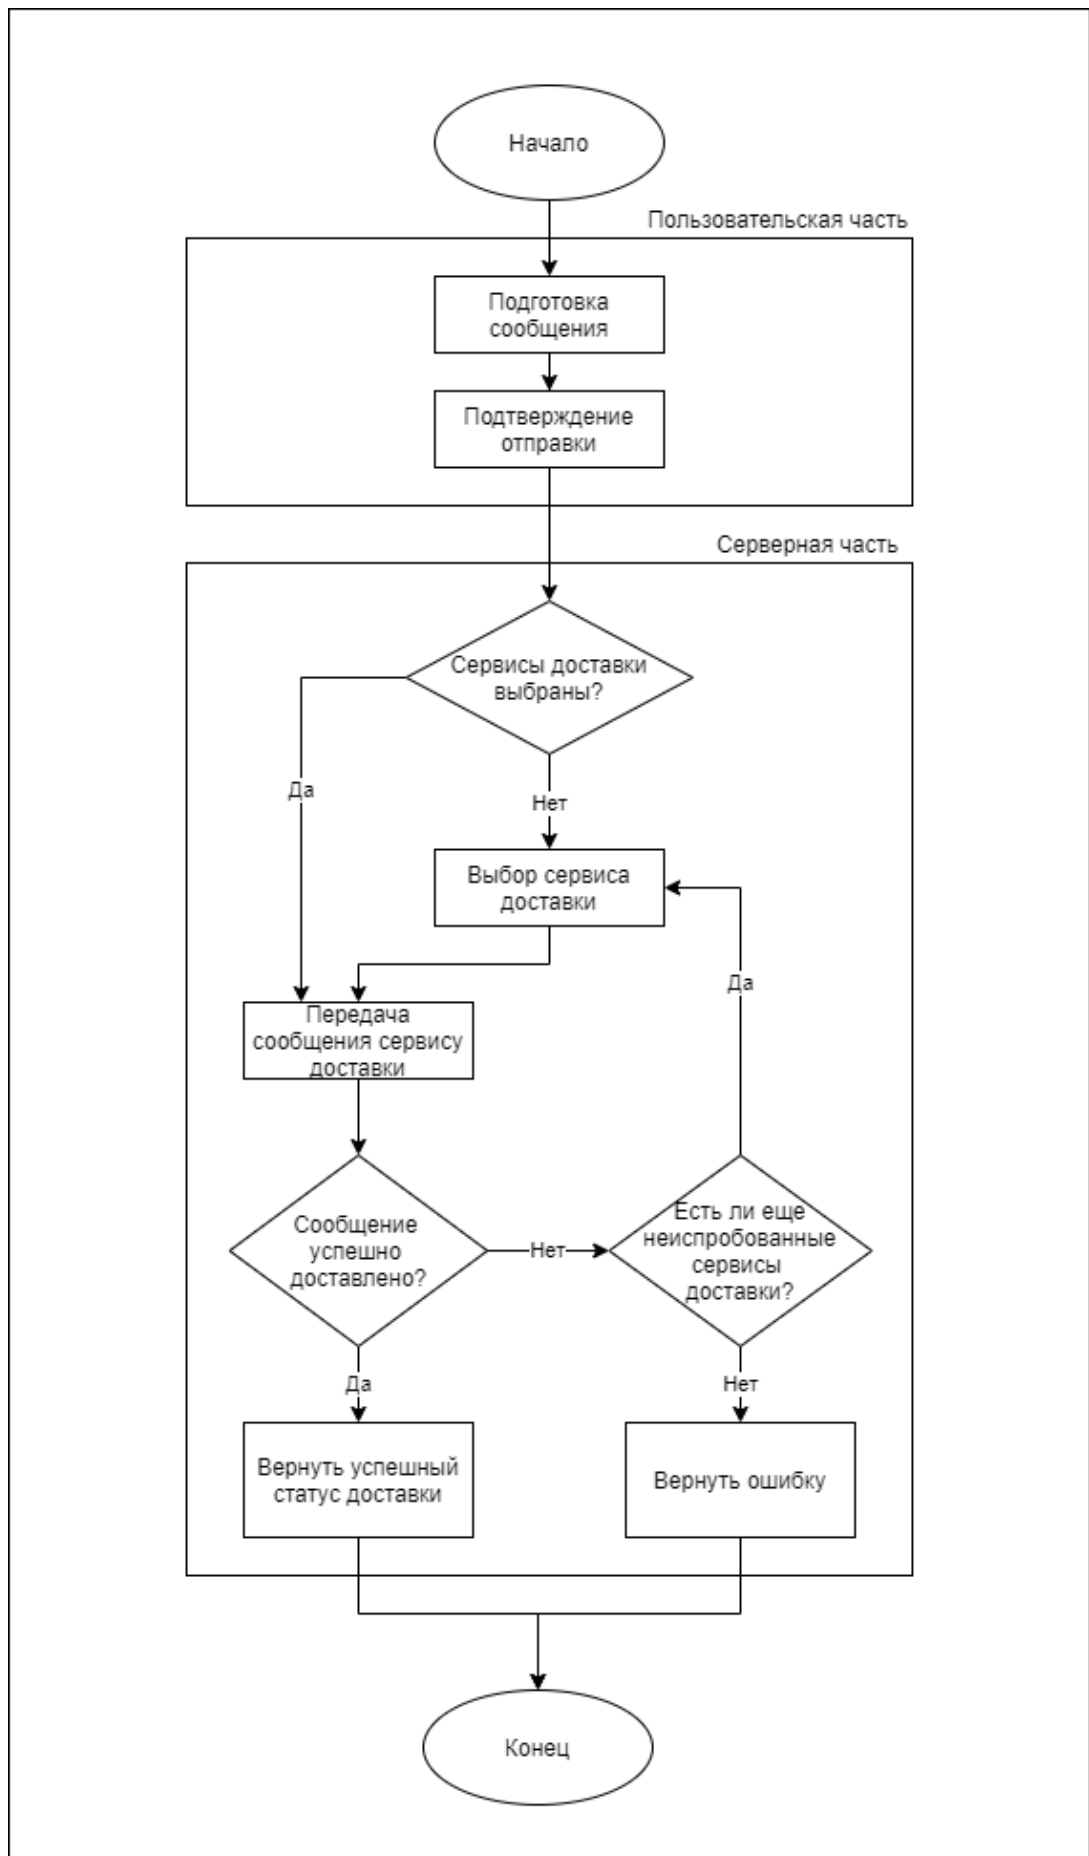 Начало
Пользовательская часть
Подготовка
сообщения
Подтверждение
отправки
Серверная часть
Сервисы доставки
выбраны?
Да
Нет
Выбор сервиса
доставки
Да
Передача
сообщения сервису
доставки
Сообщение
успешно
доставлено?
Нет
Есть ли еще
неиспробованные
сервисы
доставки?
Да
Нет
Вернуть успешный
статус доставки
Вернуть ошибку
Конец